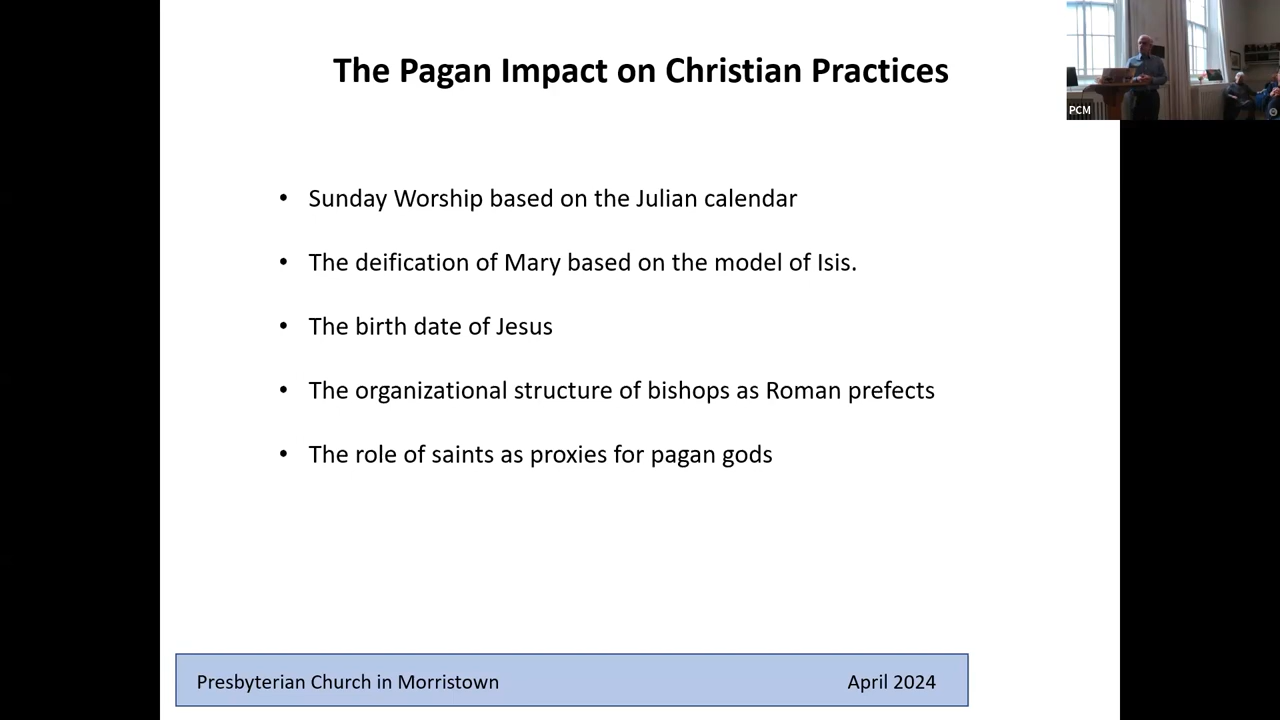 The Pagan Impact on Christian Practices
PCM
• Sunday Worship based on the Julian calendar
• The deification of Mary based on the model of Isis.
• The birth date of Jesus
• The organizational structure of bishops as Roman prefects
• The role of saints as proxies for pagan gods
Presbyterian Church in Morristown April 2024